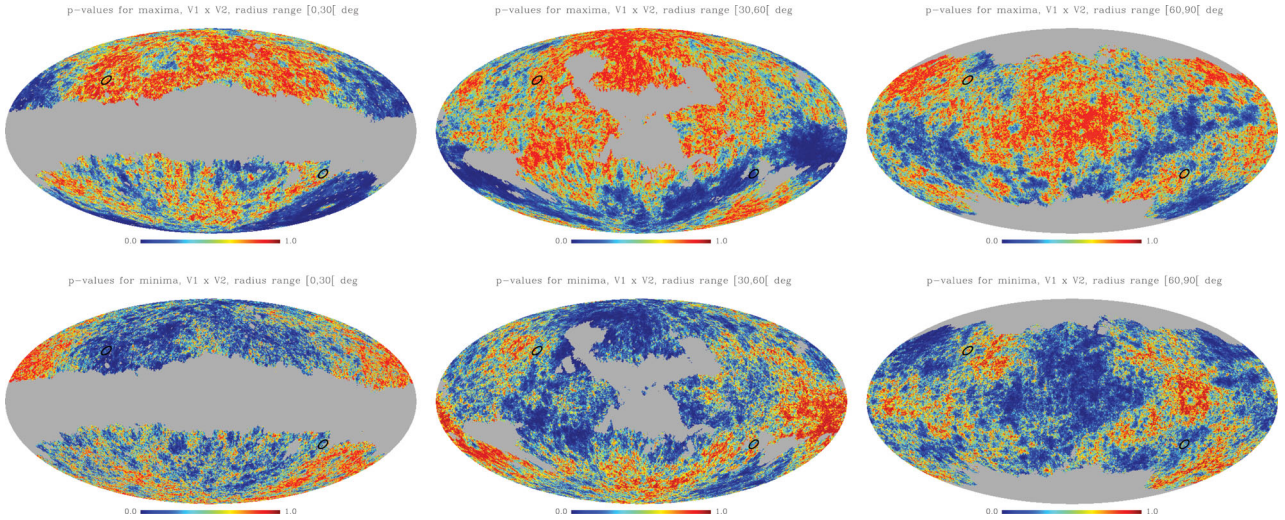 p-values for maxima, V1 x V2, radius range [0,30[ deg
p-values for maxima, V1 x V2, radius range [30,60[ deg
p-values for maxima, V1 x V2, radius range [60,90[ deg
0.0 1.0
0.0 1.0
0.0 1.0
p-values for minima, V1 x V2, radius range [0,30[ deg
p-values for minima, V1 x V2, radius range [30,60[ deg
p-values for minima, V1 x V2, radius range [60,90[ deg
0.0 1.0
0.0 1.0
0.0 1.0